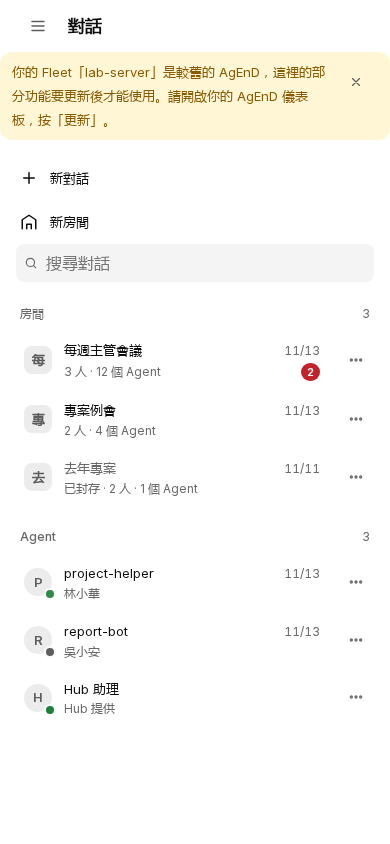 對話
你的 Fleet「lab-server」是較舊的 AgEnD，這裡的部
分功能要更新後才能使用。請開啟你的 AgEnD 儀表
板，按「更新」。
新對話
新房間
搜尋對話
房間 3
每 每週主管會議 11/13
3 人 · 12 個 Agent 2
專 專案例會 11/13
2 人 · 4 個 Agent
去 去年專案 11/11
已封存 · 2 人 · 1 個 Agent
Agent 3
P project-helper 11/13
林小華
R report-bot 11/13
吳小安
H Hub 助理
Hub 提供